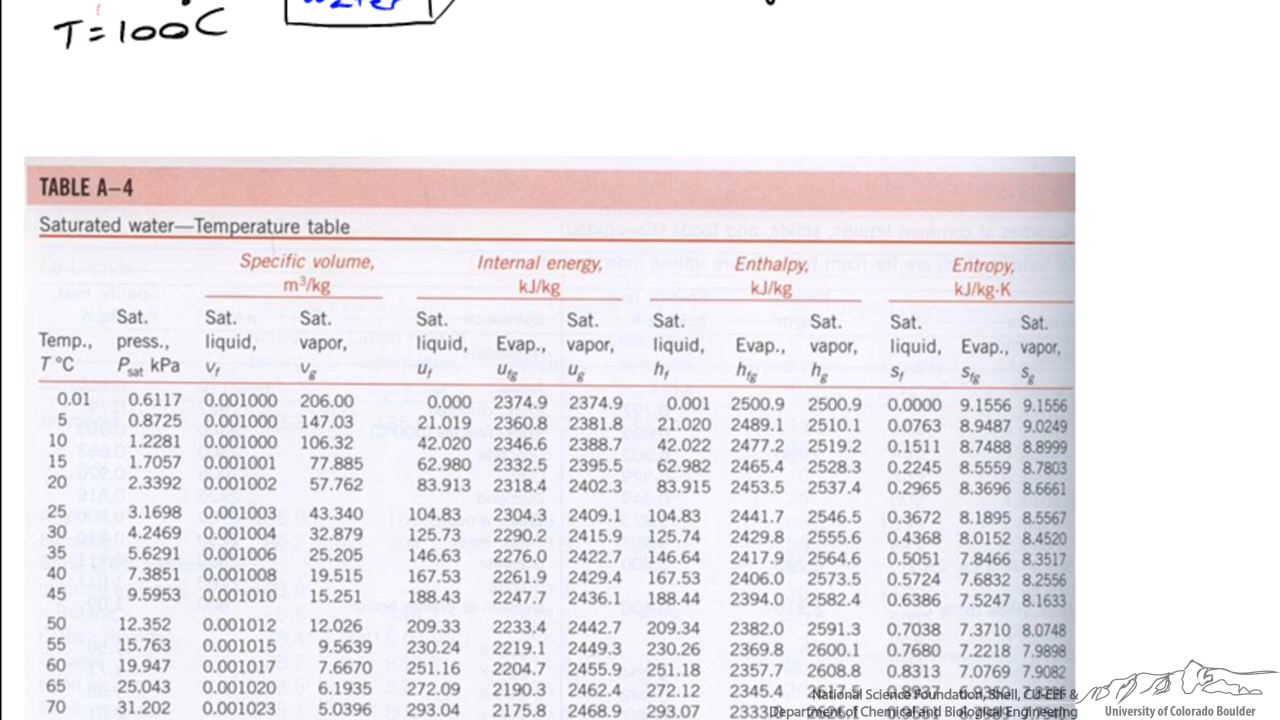 water
T=100C
TABLE A–4
Saturated water—Temperature table
Specific volume, Internal energy, Enthalpy, Entropy,
m³/kg kJ/kg kJ/kg kJ/kg·K
Sat. Sat. Sat. Sat. Sat. Sat. Sat. Sat. Sat.
Temp., press., liquid, vapor, liquid, Evap., vapor, liquid, Evap., vapor, liquid, Evap., vapor,
T °C Psat kPa vf vg uf ufg ug hf hfg hg sf sfg sg
0.01 0.6117 0.001000 206.00 0.000 2374.9 2374.9 0.001 2500.9 2500.9 0.0000 9.1556 9.1556
5 0.8725 0.001000 147.03 21.019 2360.8 2381.8 21.020 2489.1 2510.1 0.0763 8.9487 9.0249
10 1.2281 0.001000 106.32 42.020 2346.6 2388.7 42.022 2477.2 2519.2 0.1511 8.7488 8.8999
15 1.7057 0.001001 77.885 62.980 2332.5 2395.5 62.982 2465.4 2528.3 0.2245 8.5559 8.7803
20 2.3392 0.001002 57.762 83.913 2318.4 2402.3 83.915 2453.5 2537.4 0.2965 8.3696 8.6661
25 3.1698 0.001003 43.340 104.83 2304.3 2409.1 104.83 2441.7 2546.5 0.3672 8.1895 8.5567
30 4.2469 0.001004 32.879 125.73 2290.2 2415.9 125.74 2429.8 2555.6 0.4368 8.0152 8.4520
35 5.6291 0.001006 25.205 146.63 2276.0 2422.7 146.64 2417.9 2564.6 0.5051 7.8466 8.3517
40 7.3851 0.001008 19.515 167.53 2261.9 2429.4 167.53 2406.0 2573.5 0.5724 7.6832 8.2556
45 9.5953 0.001010 15.251 188.43 2247.7 2436.1 188.44 2394.0 2582.4 0.6386 7.5247 8.1633
50 12.352 0.001012 12.026 209.33 2233.4 2442.7 209.34 2382.0 2591.3 0.7038 7.3710 8.0748
55 15.763 0.001015 9.5639 230.24 2219.1 2449.3 230.26 2369.8 2600.1 0.7680 7.2218 7.9898
60 19.947 0.001017 7.6670 251.16 2204.7 2455.9 251.18 2357.7 2608.8 0.8313 7.0769 7.9082
65 25.043 0.001020 6.1935 272.09 2190.3 2462.4 272.12 2345.4
70 31.202 0.001023 5.0396 293.04 2175.8 2468.9 293.07
National Science Foundation, Shell, CU-LEF &
Department of Chemical and Biological Engineering
University of Colorado Boulder